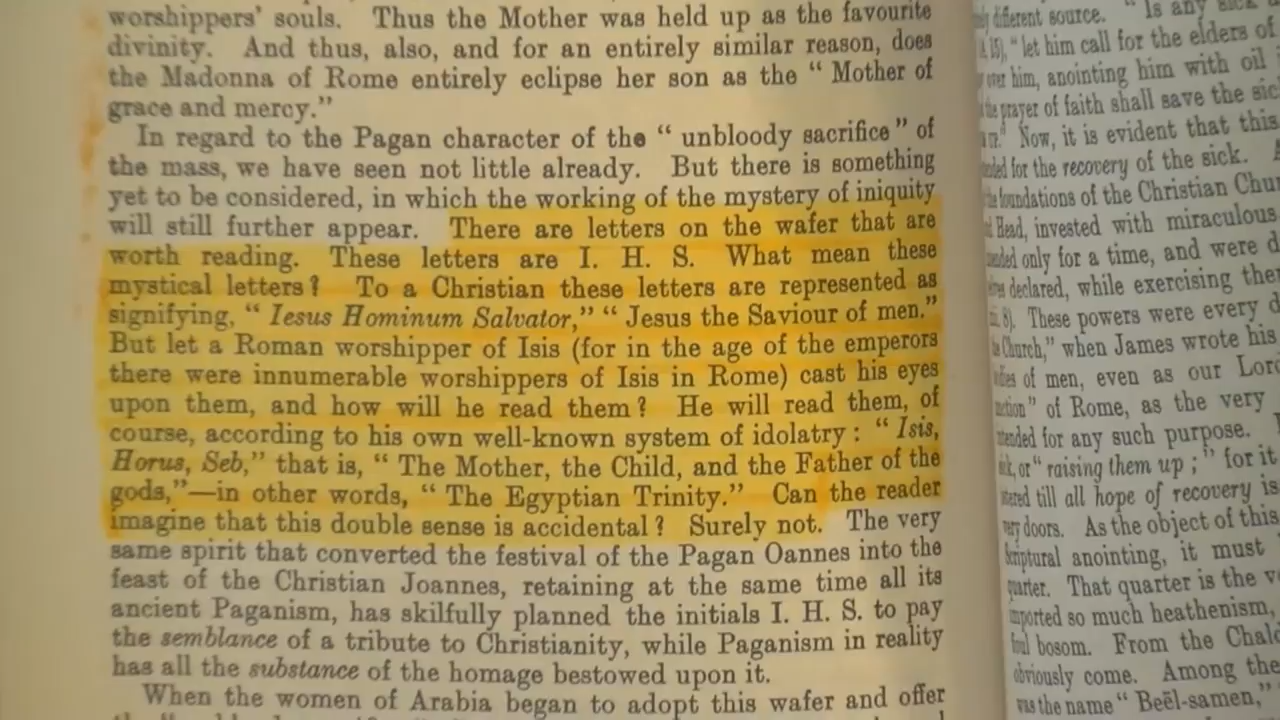 worshippers' souls. Thus the Mother was held up as the favourite
divinity. And thus, also, and for an entirely similar reason, does
the Madonna of Rome entirely eclipse her son as the “ Mother of
grace and mercy.”
In regard to the Pagan character of the “ unbloody sacrifice ” of
the mass, we have seen not little already. But there is something
yet to be considered, in which the working of the mystery of iniquity
will still further appear. There are letters on the wafer that are
worth reading. These letters are I. H. S. What mean these
mystical letters? To a Christian these letters are represented as
signifying, “ Iesus Hominum Salvator,” “ Jesus the Saviour of men.”
But let a Roman worshipper of Isis (for in the age of the emperors
there were innumerable worshippers of Isis in Rome) cast his eyes
upon them, and how will he read them? He will read them, of
course, according to his own well-known system of idolatry: “ Isis,
Horus, Seb,” that is, “ The Mother, the Child, and the Father of the
gods,”—in other words, “ The Egyptian Trinity.” Can the reader
imagine that this double sense is accidental? Surely not. The very
same spirit that converted the festival of the Pagan Oannes into the
feast of the Christian Joannes, retaining at the same time all its
ancient Paganism, has skilfully planned the initials I. H. S. to pay
the semblance of a tribute to Christianity, while Paganism in reality
has all the substance of the homage bestowed upon it.
When the women of Arabia began to adopt this wafer and offer
different source. “ Is any sick
15), “ let him call for the elders of
over him, anointing him with oil
prayer of faith shall save the sic
Now, it is evident that this
for the recovery of the sick.
foundations of the Christian Chur
Head, invested with miraculous
only for a time, and were d
declared, while exercising the
8). These powers were every d
Church,” when James wrote his
of men, even as our Lor
” of Rome, as the very
intended for any such purpose.
or “ raising them up ; ” for it
till all hope of recovery is
very doors. As the object of this
Scriptural anointing, it must
quarter. That quarter is the v
imported so much heathenism,
foul bosom. From the Chal
obviously come. Among the
was the name “ Beël-samen,”